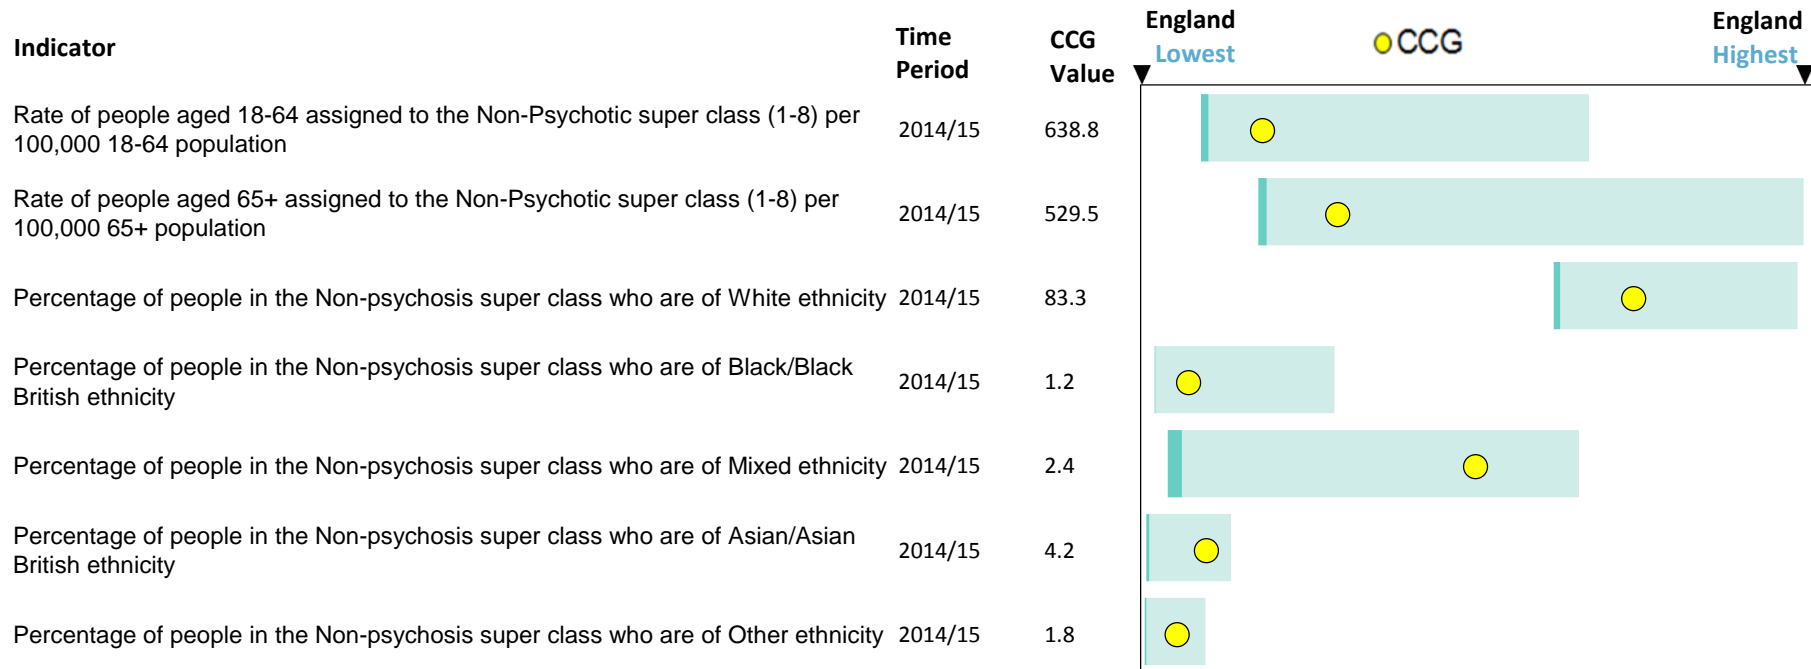 Indicator
Time
Period
CCG
Value
England
Lowest
CCG
England
Highest
Rate of people aged 18-64 assigned to the Non-Psychotic super class (1-8) per
100,000 18-64 population
2014/15
638.8
Rate of people aged 65+ assigned to the Non-Psychotic super class (1-8) per
100,000 65+ population
2014/15
529.5
Percentage of people in the Non-psychosis super class who are of White ethnicity
2014/15
83.3
Percentage of people in the Non-psychosis super class who are of Black/Black
British ethnicity
2014/15
1.2
Percentage of people in the Non-psychosis super class who are of Mixed ethnicity
2014/15
2.4
Percentage of people in the Non-psychosis super class who are of Asian/Asian
British ethnicity
2014/15
4.2
Percentage of people in the Non-psychosis super class who are of Other ethnicity
2014/15
1.8